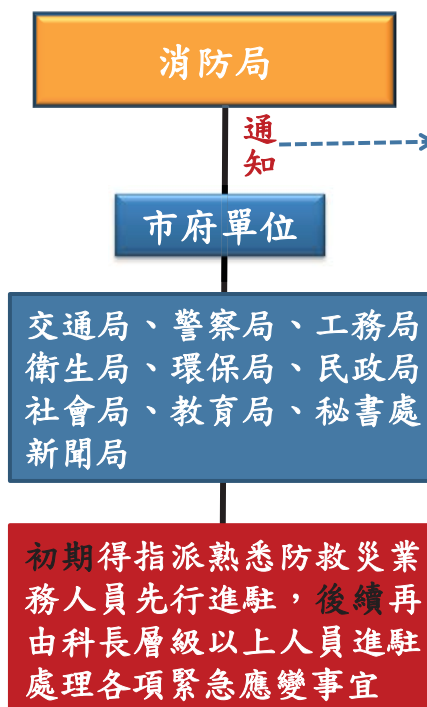 消防局
通
知
市府單位
交通局、警察局、工務局
衛生局、環保局、民政局
社會局、教育局、秘書處
新聞局
初期得指派熟悉防救災業
務人員先行進駐，後續再
由科長層級以上人員進駐
處理各項緊急應變事宜